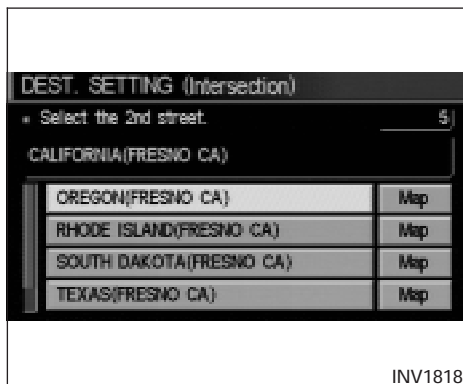 DEST. SETTING (Intersection)
Select the 2nd street. 5
CALIFORNIA(FRESNO CA)
OREGON(FRESNO CA) Map
RHODE ISLAND(FRESNO CA) Map
SOUTH DAKOTA(FRESNO CA) Map
TEXAS(FRESNO CA) Map
INV1818